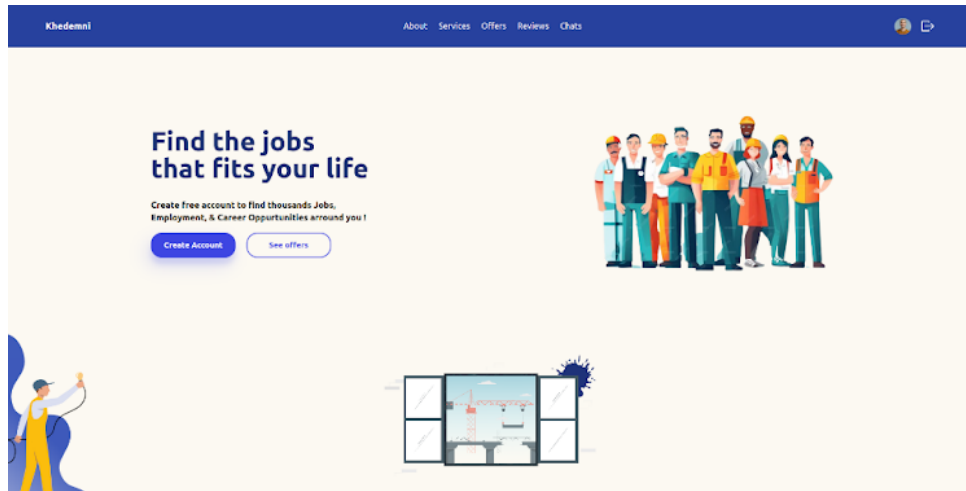 Khedemni
About Services Offers Reviews Chats
Find the jobs
that fits your life
Create free account to find thousands Jobs,
Employment, & Career Oppurtunities arround you !
Create Account
See offers